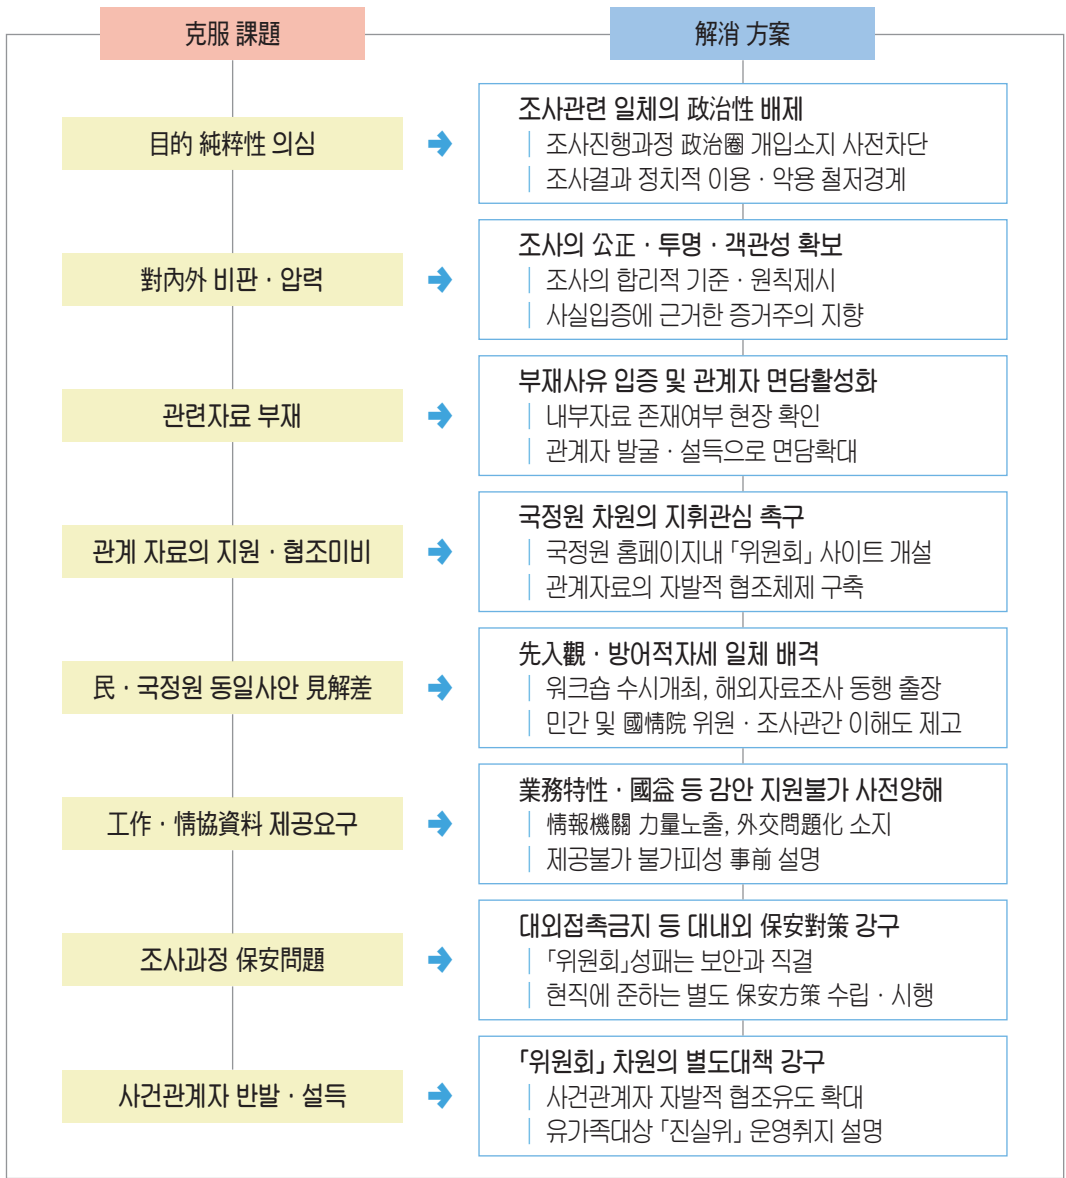 克服 課題
解消 方案
目的 純粹性 의심
조사관련 일체의 政治性 배제
조사진행과정 政治圈 개입소지 사전차단
조사결과 정치적 이용 · 악용 철저경계
對內外 비판 · 압력
조사의 公正 · 투명 · 객관성 확보
조사의 합리적 기준 · 원칙제시
사실입증에 근거한 증거주의 지향
관련자료 부재
부재사유 입증 및 관계자 면담활성화
내부자료 존재여부 현장 확인
관계자 발굴 · 설득으로 면담확대
관계 자료의 지원 · 협조미비
국정원 차원의 지휘관심 촉구
국정원 홈페이지내 「위원회」 사이트 개설
관계자료의 자발적 협조체제 구축
民 · 국정원 동일사안 見解差
先入觀 · 방어적자세 일체 배격
워크숍 수시개최, 해외자료조사 동행 출장
민간 및 國情院 위원 · 조사관간 이해도 제고
工作 · 情協資料 제공요구
業務特性 · 國益 등 감안 지원불가 사전양해
情報機關 力量노출, 外交問題化 소지
제공불가 불가피성 事前 설명
조사과정 保安問題
대외접촉금지 등 대내외 保安對策 강구
「위원회」성패는 보안과 직결
현직에 준하는 별도 保安方策 수립 · 시행
사건관계자 반발 · 설득
「위원회」 차원의 별도대책 강구
사건관계자 자발적 협조유도 확대
유가족대상 「진실위」 운영취지 설명